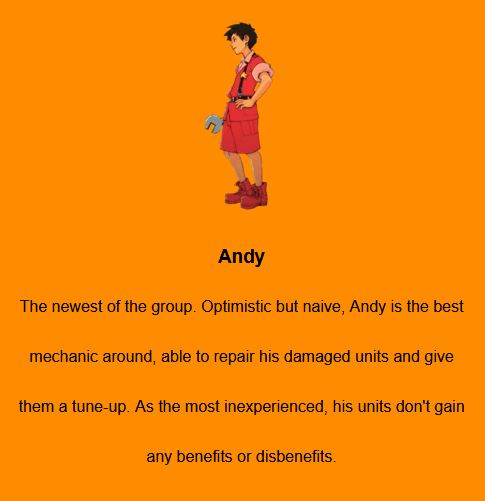 Andy
The newest of the group. Optimistic but naive, Andy is the best
mechanic around, able to repair his damaged units and give
them a tune-up. As the most inexperienced, his units don't gain
any benefits or disbenefits.